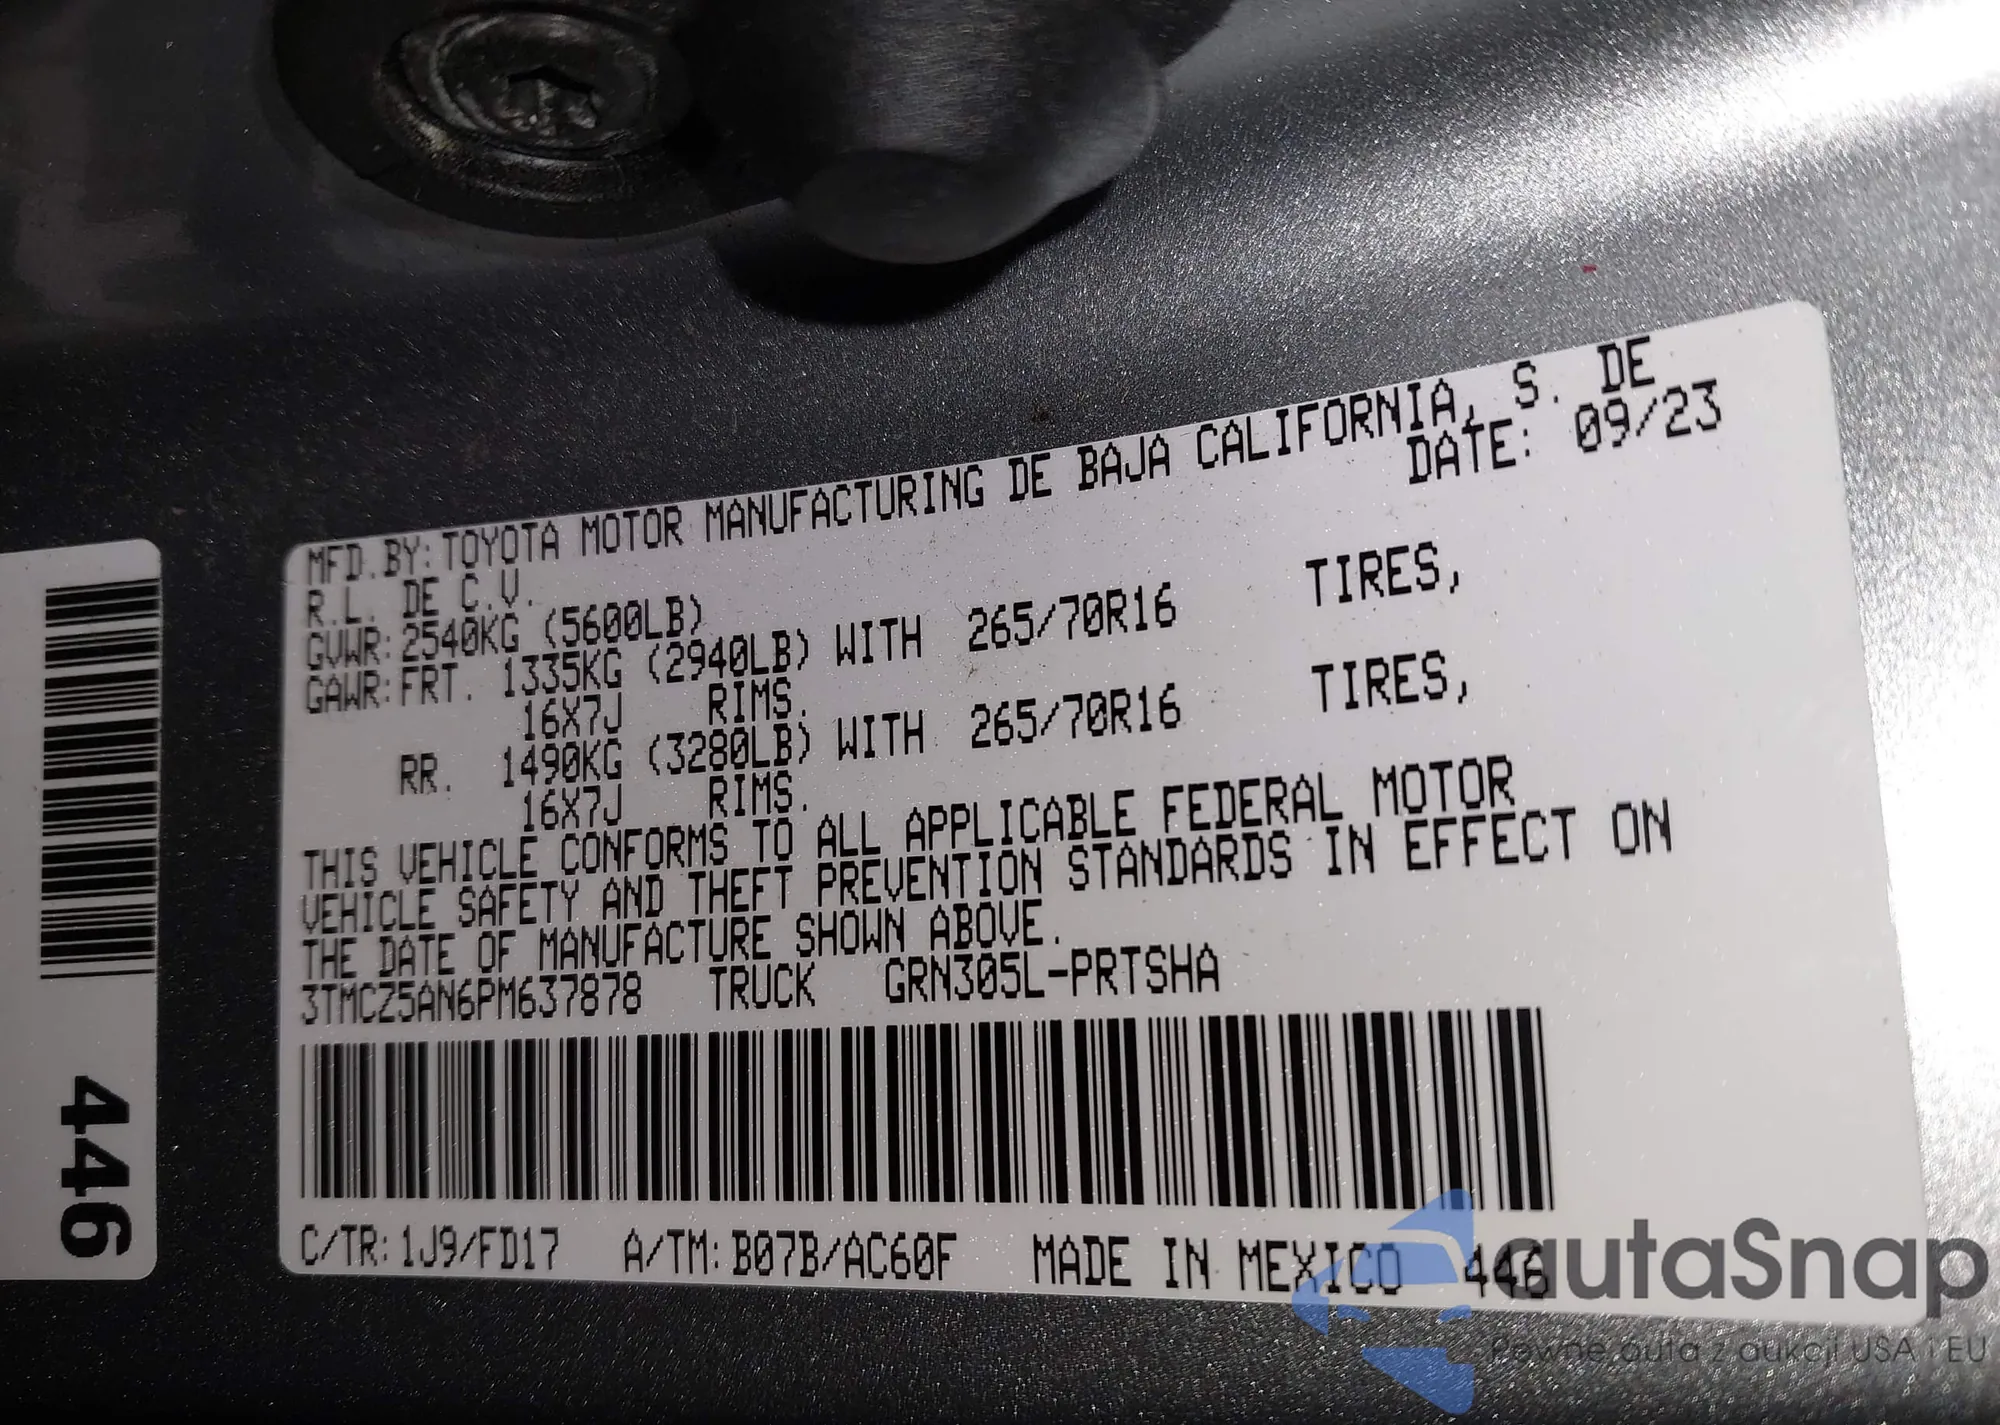 MFD.BY:TOYOTA MOTOR MANUFACTURING DE BAJA CALIFORNIA, S. DE
R.L. DE C.V. DATE: 09/23
GVWR:2540KG (5600LB)
GAWR:FRT. 1335KG (2940LB) WITH 265/70R16 TIRES,
16X7J RIMS.
RR. 1490KG (3280LB) WITH 265/70R16 TIRES,
16X7J RIMS.
THIS VEHICLE CONFORMS TO ALL APPLICABLE FEDERAL MOTOR
VEHICLE SAFETY AND THEFT PREVENTION STANDARDS IN EFFECT ON
THE DATE OF MANUFACTURE SHOWN ABOVE.
3TMCZ5AN6PM637878 TRUCK GRN305L-PRTSHA
C/TR:1J9/FD17 A/TM:B07B/AC60F MADE IN MEXICO 446
446
autaSnap
Pewne auta z aukcji USA i EU